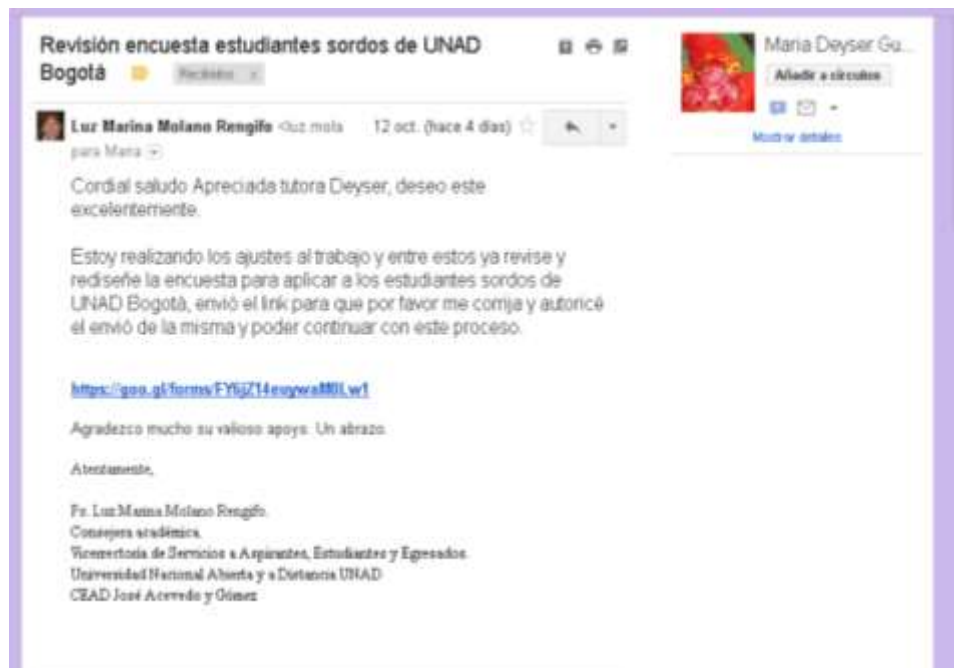 Revisión encuesta estudiantes sordos de UNAD
Bogotá
Recibidos x
Luz Marina Molano Rengifo <luz mola 12 oct. (hace 4 días)
para Maria
Cordial saludo Apreciada tutora Deyser, deseo este
excelentemente.
Estoy realizando los ajustes al trabajo y entre estos ya revise y
rediseñe la encuesta para aplicar a los estudiantes sordos de
UNAD Bogotá, envió el link para que por favor me corrija y autoricé
el envió de la misma y poder continuar con este proceso.
https://goo.gl/forms/
Agradezco mucho su valioso apoyo. Un abrazo.
Atentamente,
Ps. Luz Marina Molano Rengifo.
Consejera académica.
Vicerrectoría de Servicios a Aspirantes, Estudiantes y Egresados.
Universidad Nacional Abierta y a Distancia UNAD
CEAD José Acevedo y Gómez
Maria Deyser Gu...
Añadir a círculos
Mostrar detalles